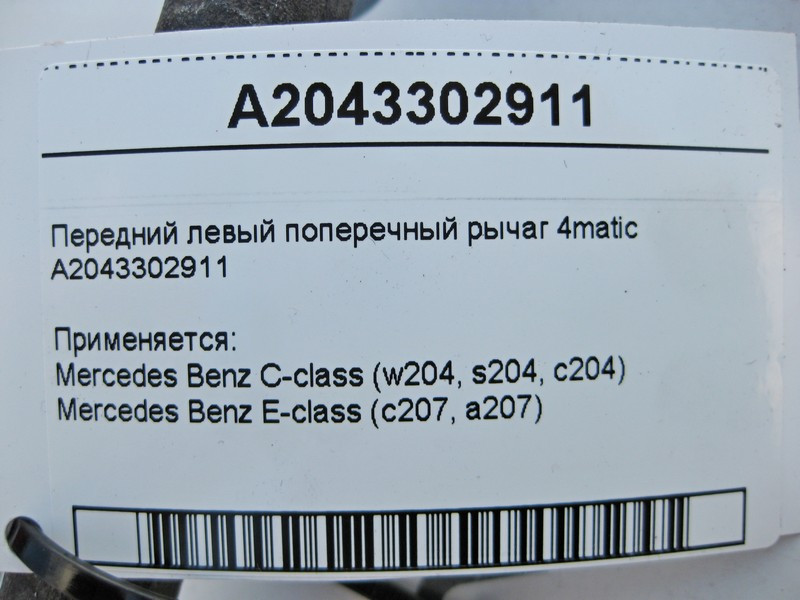 A2043302911
Передний левый поперечный рычаг 4matic
A2043302911
Применяется:
Mercedes Benz C-class (w204, s204, c204)
Mercedes Benz E-class (c207, a207)